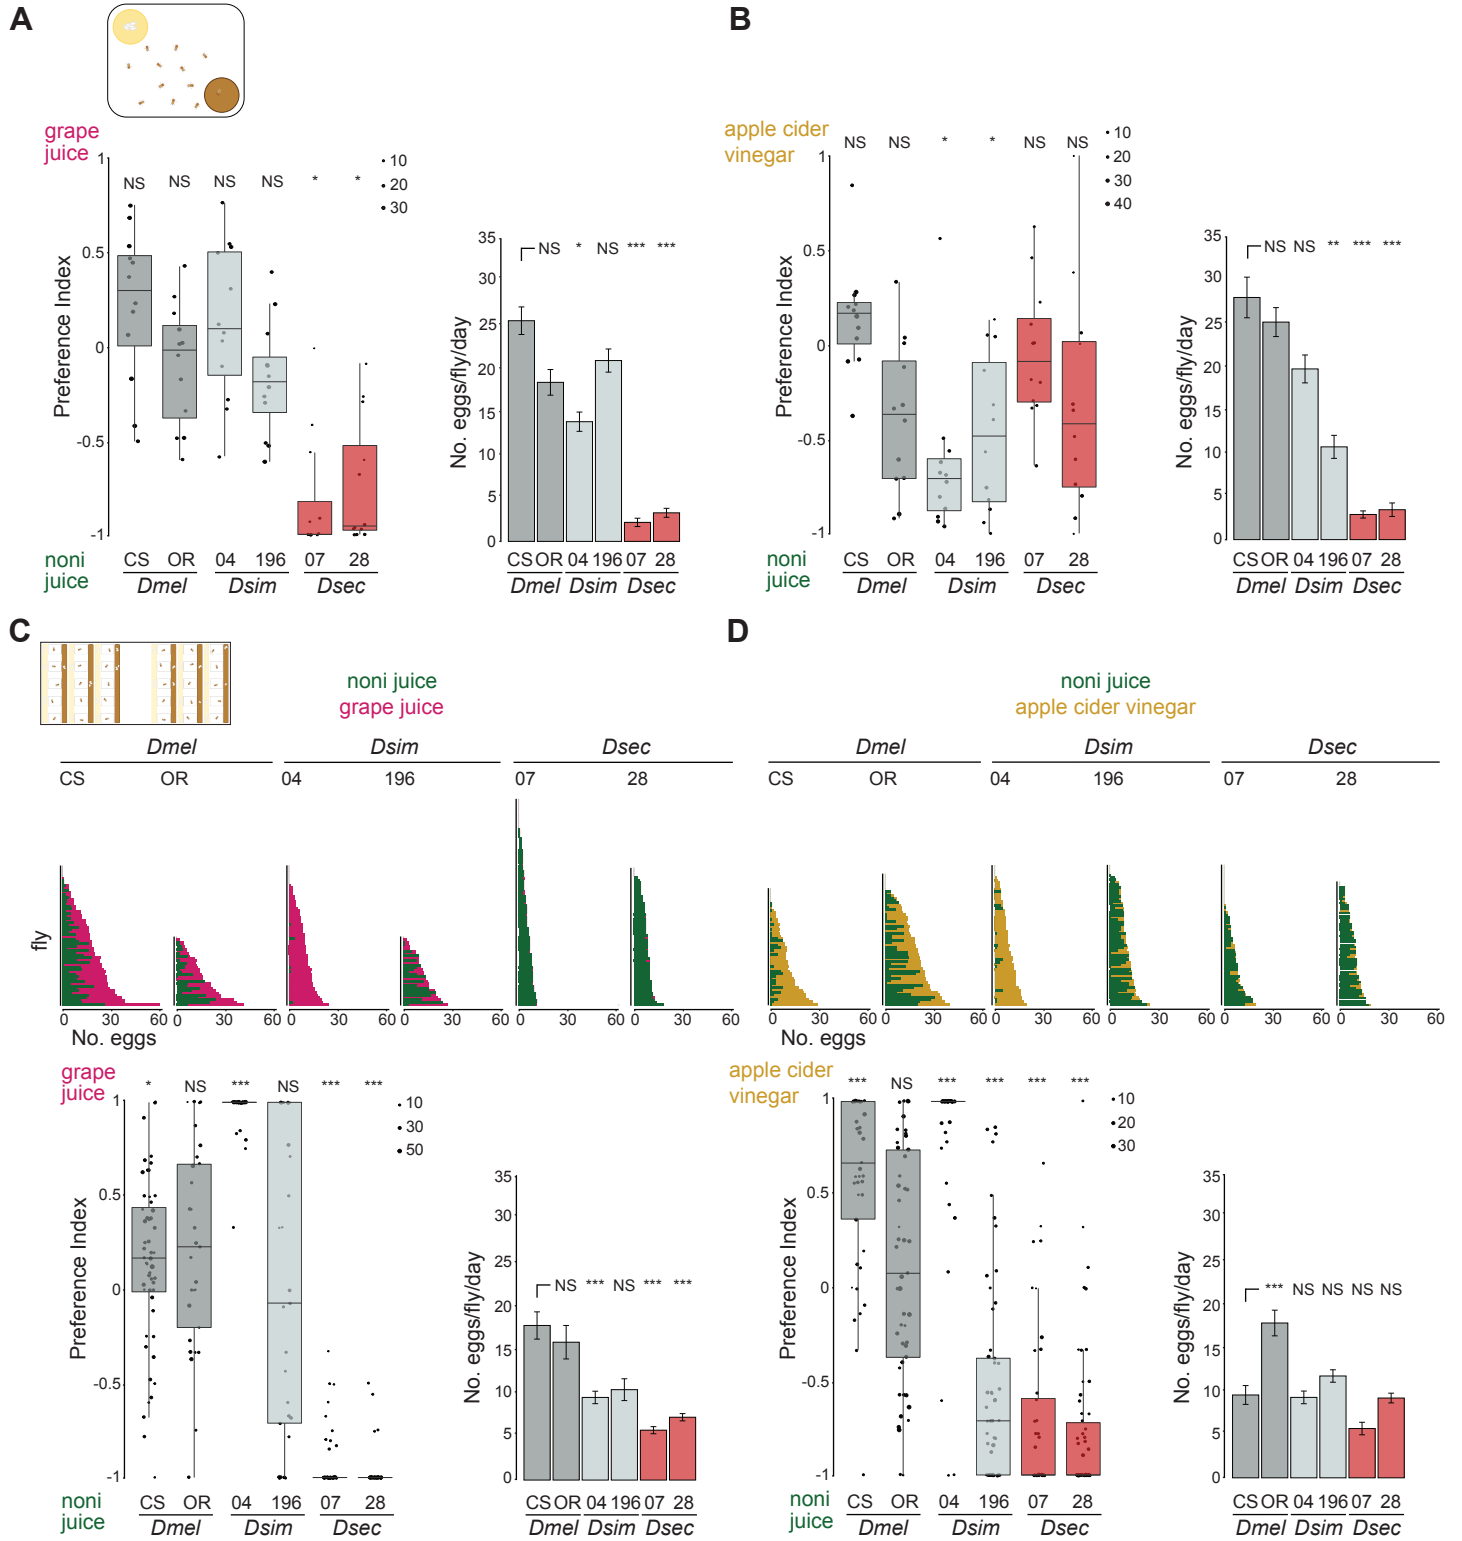 A
grape
juice
1
0.5
0
-0.5
-1
Preference Index
NS NS NS NS * *
10
20
30
noni
juice
CS OR 04 196 07 28
Dmel Dsim Dsec
35
30
25
20
15
10
5
0
No. eggs/fly/day
NS * NS *** ***
CS OR 04 196 07 28
Dmel Dsim Dsec
B
apple cider
vinegar
1
0.5
0
-0.5
-1
Preference Index
NS NS * * NS NS
10
20
30
40
noni
juice
CS OR 04 196 07 28
Dmel Dsim Dsec
35
30
25
20
15
10
5
0
No. eggs/fly/day
NS NS ** *** ***
CS OR 04 196 07 28
Dmel Dsim Dsec
C
noni juice
grape juice
Dmel Dsim Dsec
CS OR 04 196 07 28
fly
0 30 60 0 30 60 0 30 60 0 30 60 0 30 60 0 30 60
No. eggs
grape
juice
1
0.5
0
-0.5
-1
Preference Index
* NS *** NS *** ***
10
30
50
noni
juice
CS OR 04 196 07 28
Dmel Dsim Dsec
35
30
25
20
15
10
5
0
No. eggs/fly/day
NS *** NS *** ***
CS OR 04 196 07 28
Dmel Dsim Dsec
D
noni juice
apple cider vinegar
Dmel Dsim Dsec
CS OR 04 196 07 28
0 30 60 0 30 60 0 30 60 0 30 60 0 30 60 0 30 60
No. eggs
apple cider
vinegar
1
0.5
0
-0.5
-1
Preference Index
*** NS *** *** *** ***
10
20
30
noni
juice
CS OR 04 196 07 28
Dmel Dsim Dsec
35
30
25
20
15
10
5
0
No. eggs/fly/day
*** NS NS NS NS
CS OR 04 196 07 28
Dmel Dsim Dsec